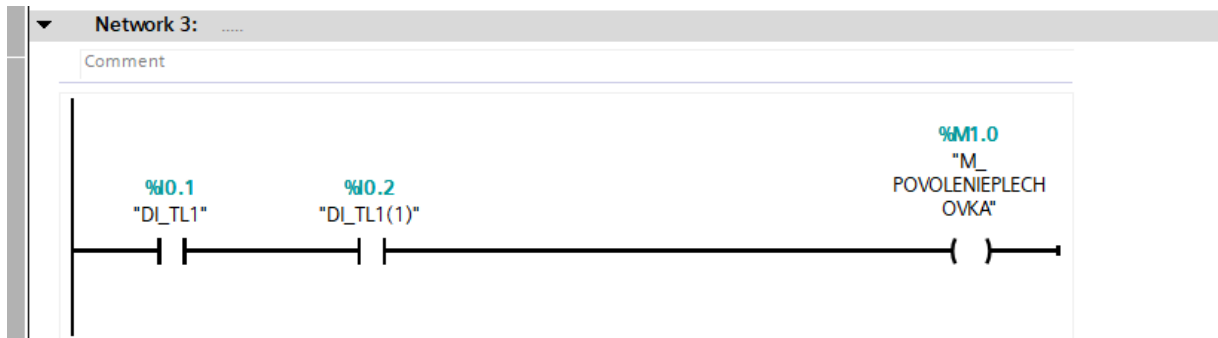 Network 3: .....
Comment
%M1.0
"M_
POVOLENIEPLECH
OVKA"
%I0.1
%I0.2
"DI_TL1"
"DI_TL1(1)"